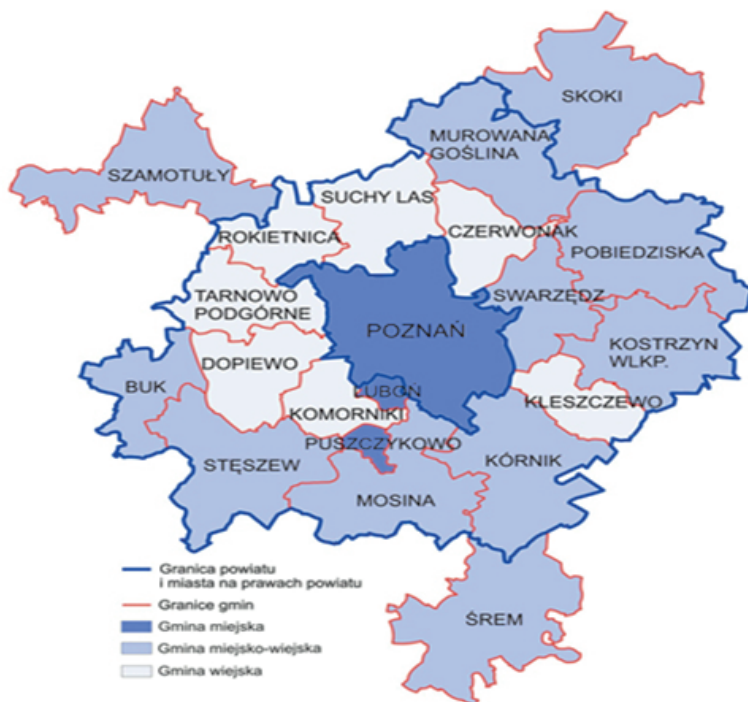 SKOKI
MUROWANA
GOŚLINA
SZAMOTUŁY
SUCHY LAS
ROKIETNICA
CZERWONAK
POBIEDZISKA
TARNOWO
PODGÓRNE
SWARZĘDZ
POZNAŃ
KOSTRZYN
WLKP.
DOPIEWO
BUK
LUBOŃ
KLESZCZEWO
KOMORNIKI
PUSZCZYKOWO
STĘSZEW
KÓRNIK
MOSINA
ŚREM
Granica powiatu
i miasta na prawach powiatu
Granice gmin
Gmina miejska
Gmina miejsko-wiejska
Gmina wiejska